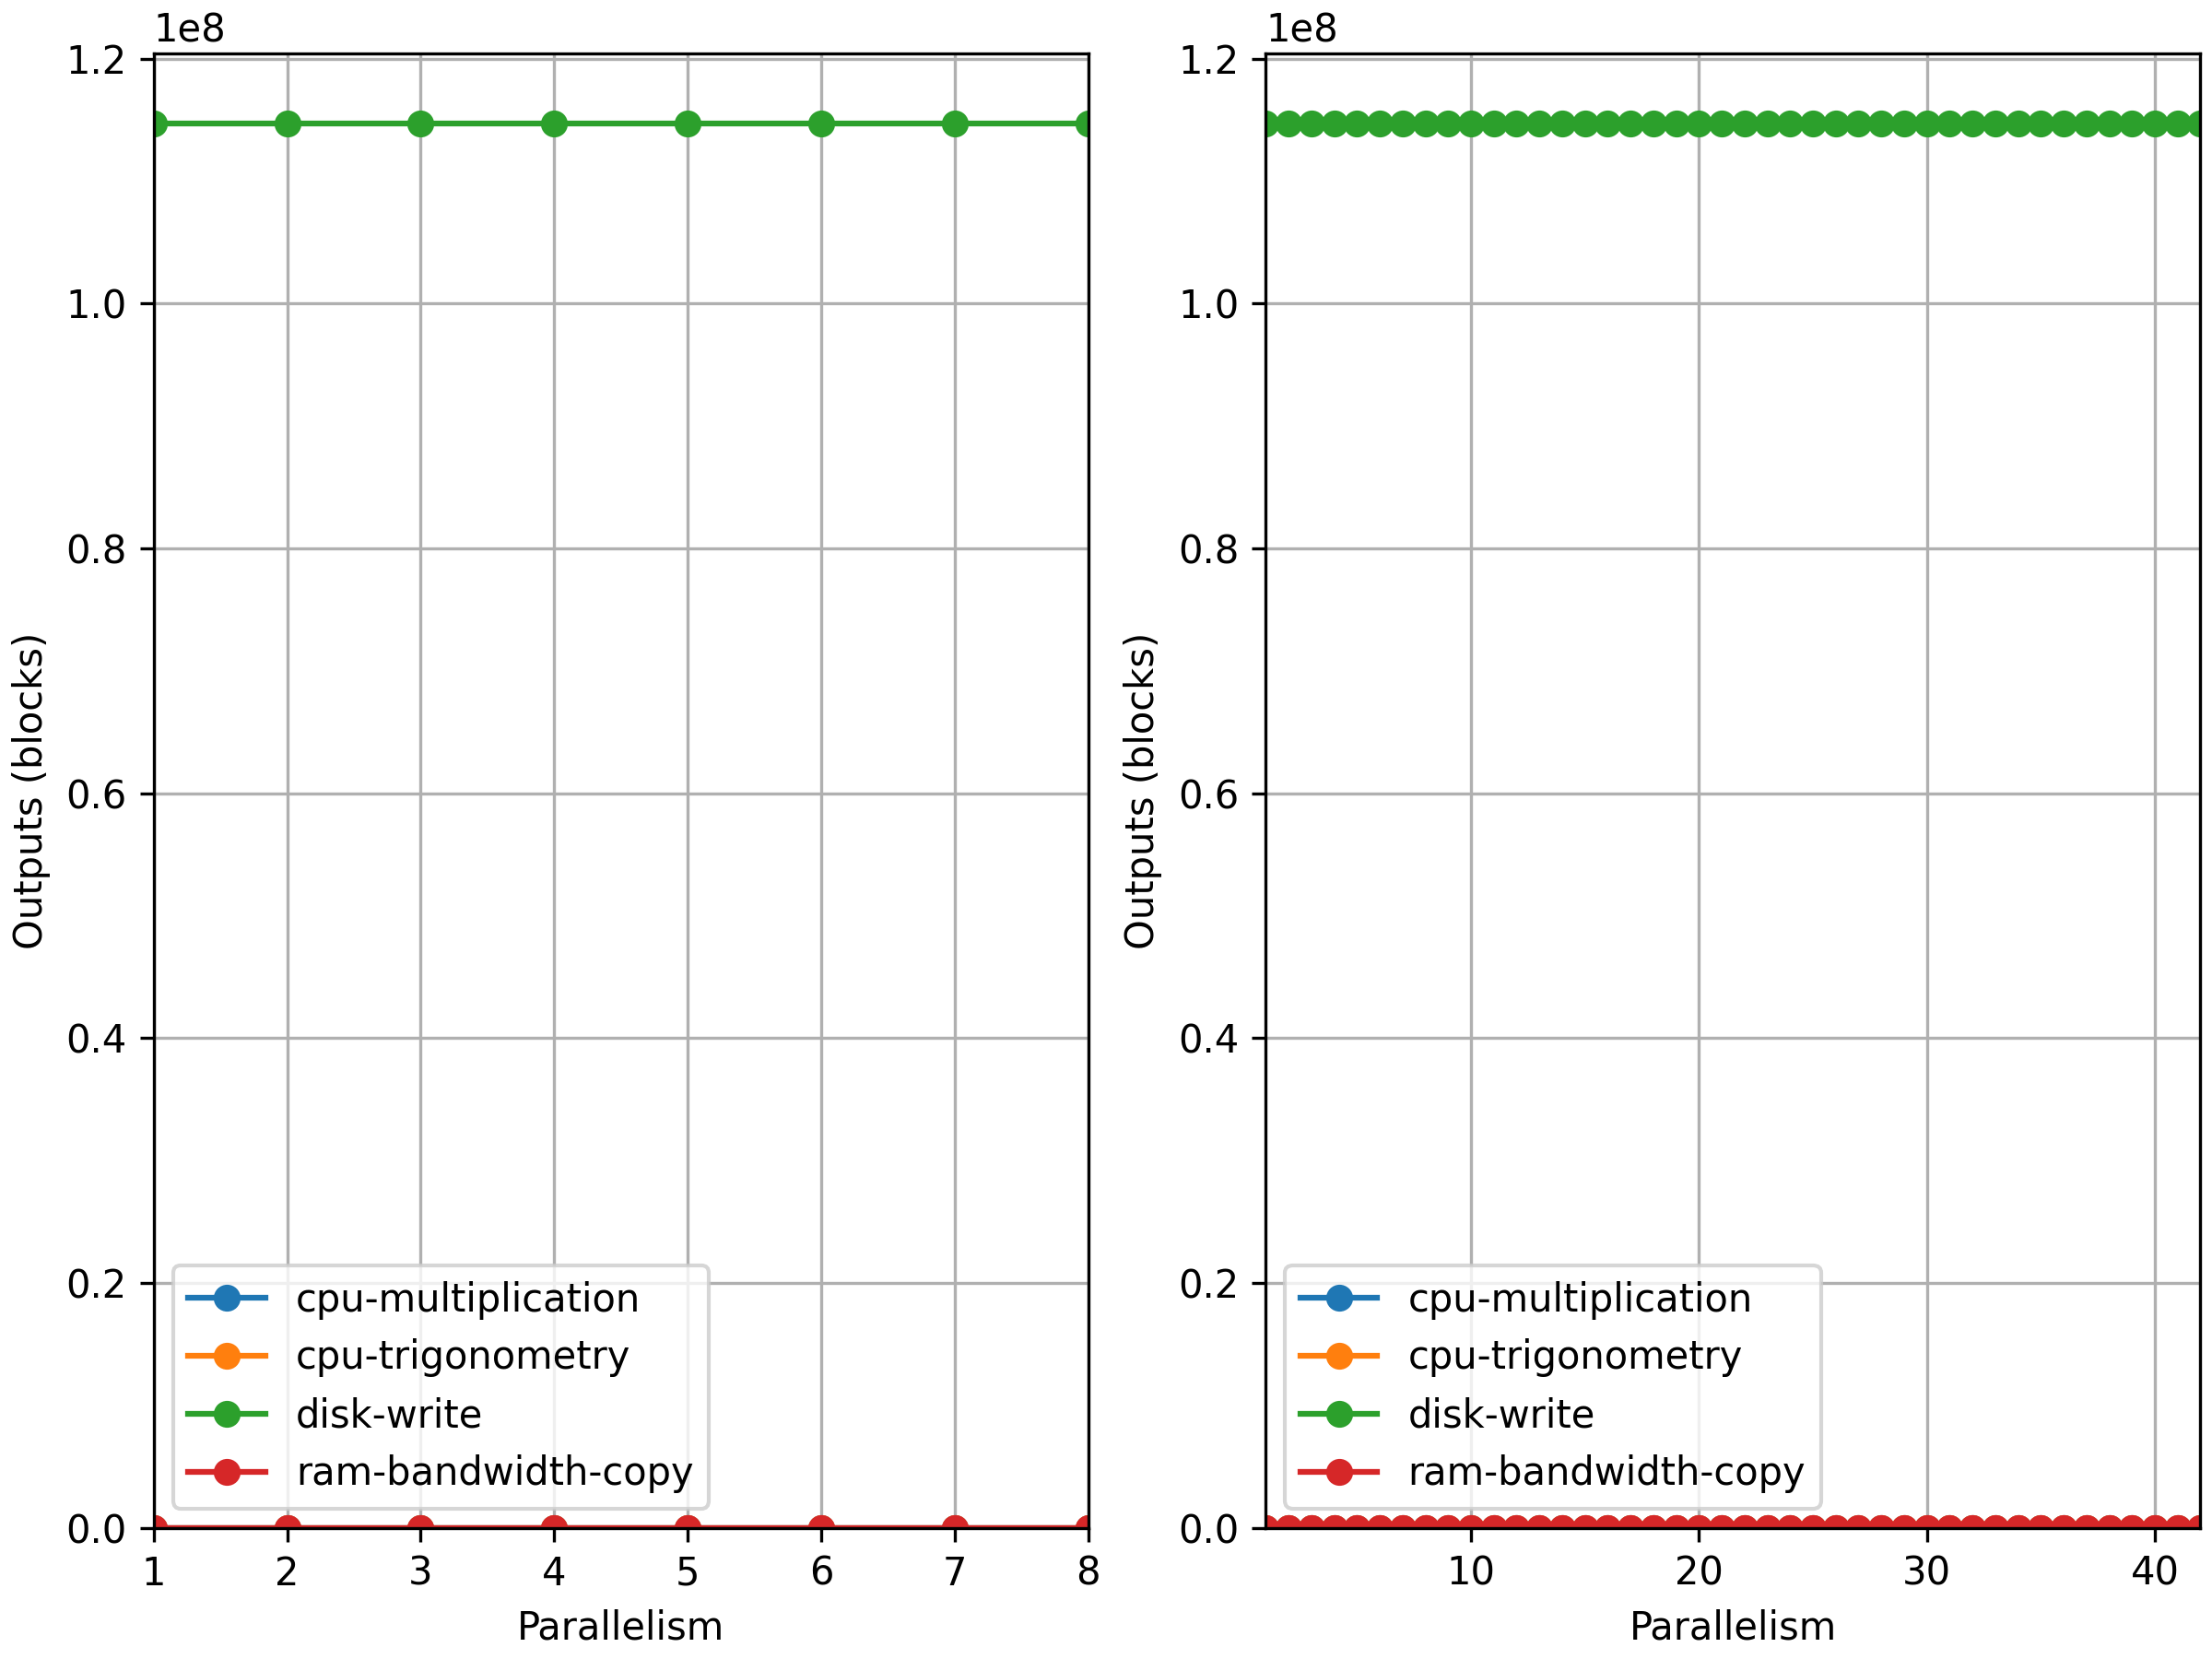 1e8
1.2
1.0
0.8
0.6
0.4
0.2
0.0
Outputs (blocks)
cpu-multiplication
cpu-trigonometry
disk-write
ram-bandwidth-copy
1 2 3 4 5 6 7 8
Parallelism
1e8
1.2
1.0
0.8
0.6
0.4
0.2
0.0
Outputs (blocks)
cpu-multiplication
cpu-trigonometry
disk-write
ram-bandwidth-copy
10 20 30 40
Parallelism